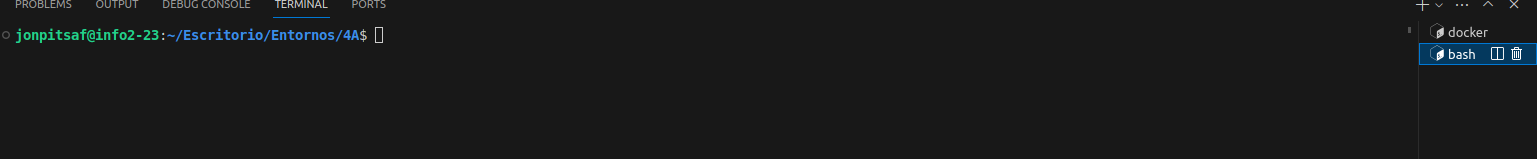 PROBLEMS OUTPUT DEBUG CONSOLE TERMINAL PORTS
jonpitsaf@info2-23:~/Escritorio/Entornos/4A$
docker
bash